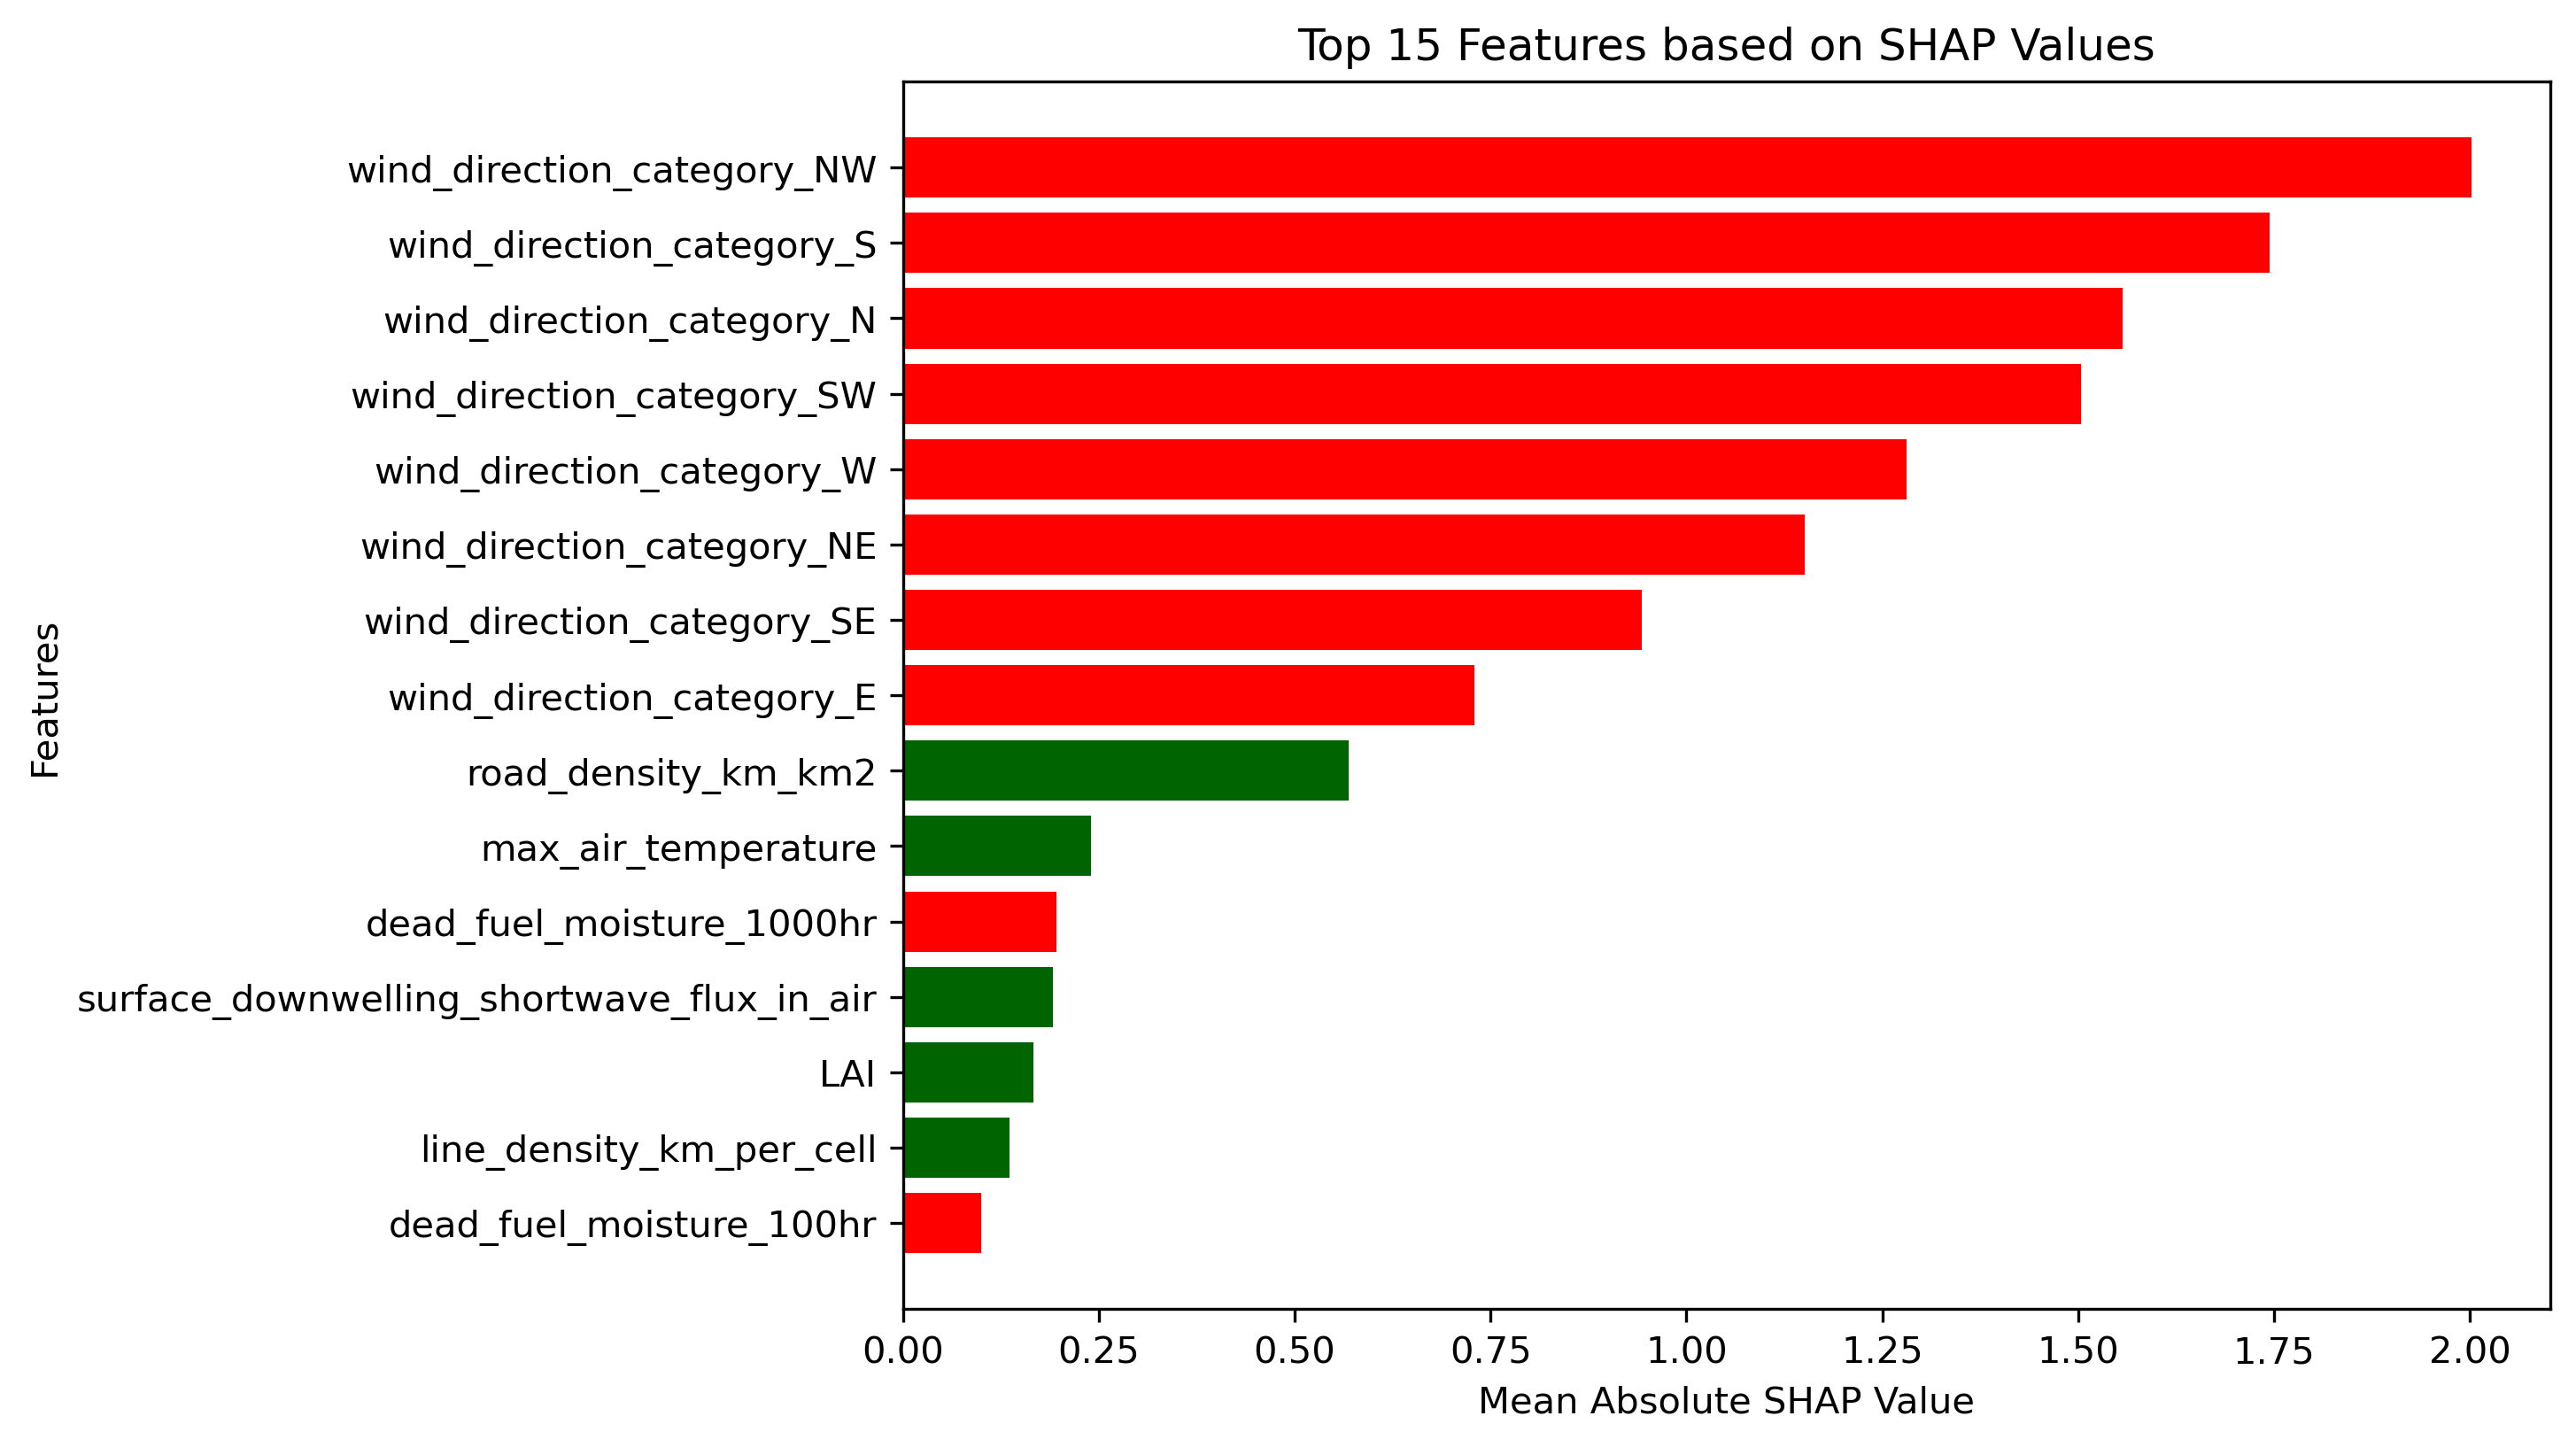 Top 15 Features based on SHAP Values
Features
wind_direction_category_NW
wind_direction_category_S
wind_direction_category_N
wind_direction_category_SW
wind_direction_category_W
wind_direction_category_NE
wind_direction_category_SE
wind_direction_category_E
road_density_km_km2
max_air_temperature
dead_fuel_moisture_1000hr
surface_downwelling_shortwave_flux_in_air
LAI
line_density_km_per_cell
dead_fuel_moisture_100hr
0.00 0.25 0.50 0.75 1.00 1.25 1.50 1.75 2.00
Mean Absolute SHAP Value